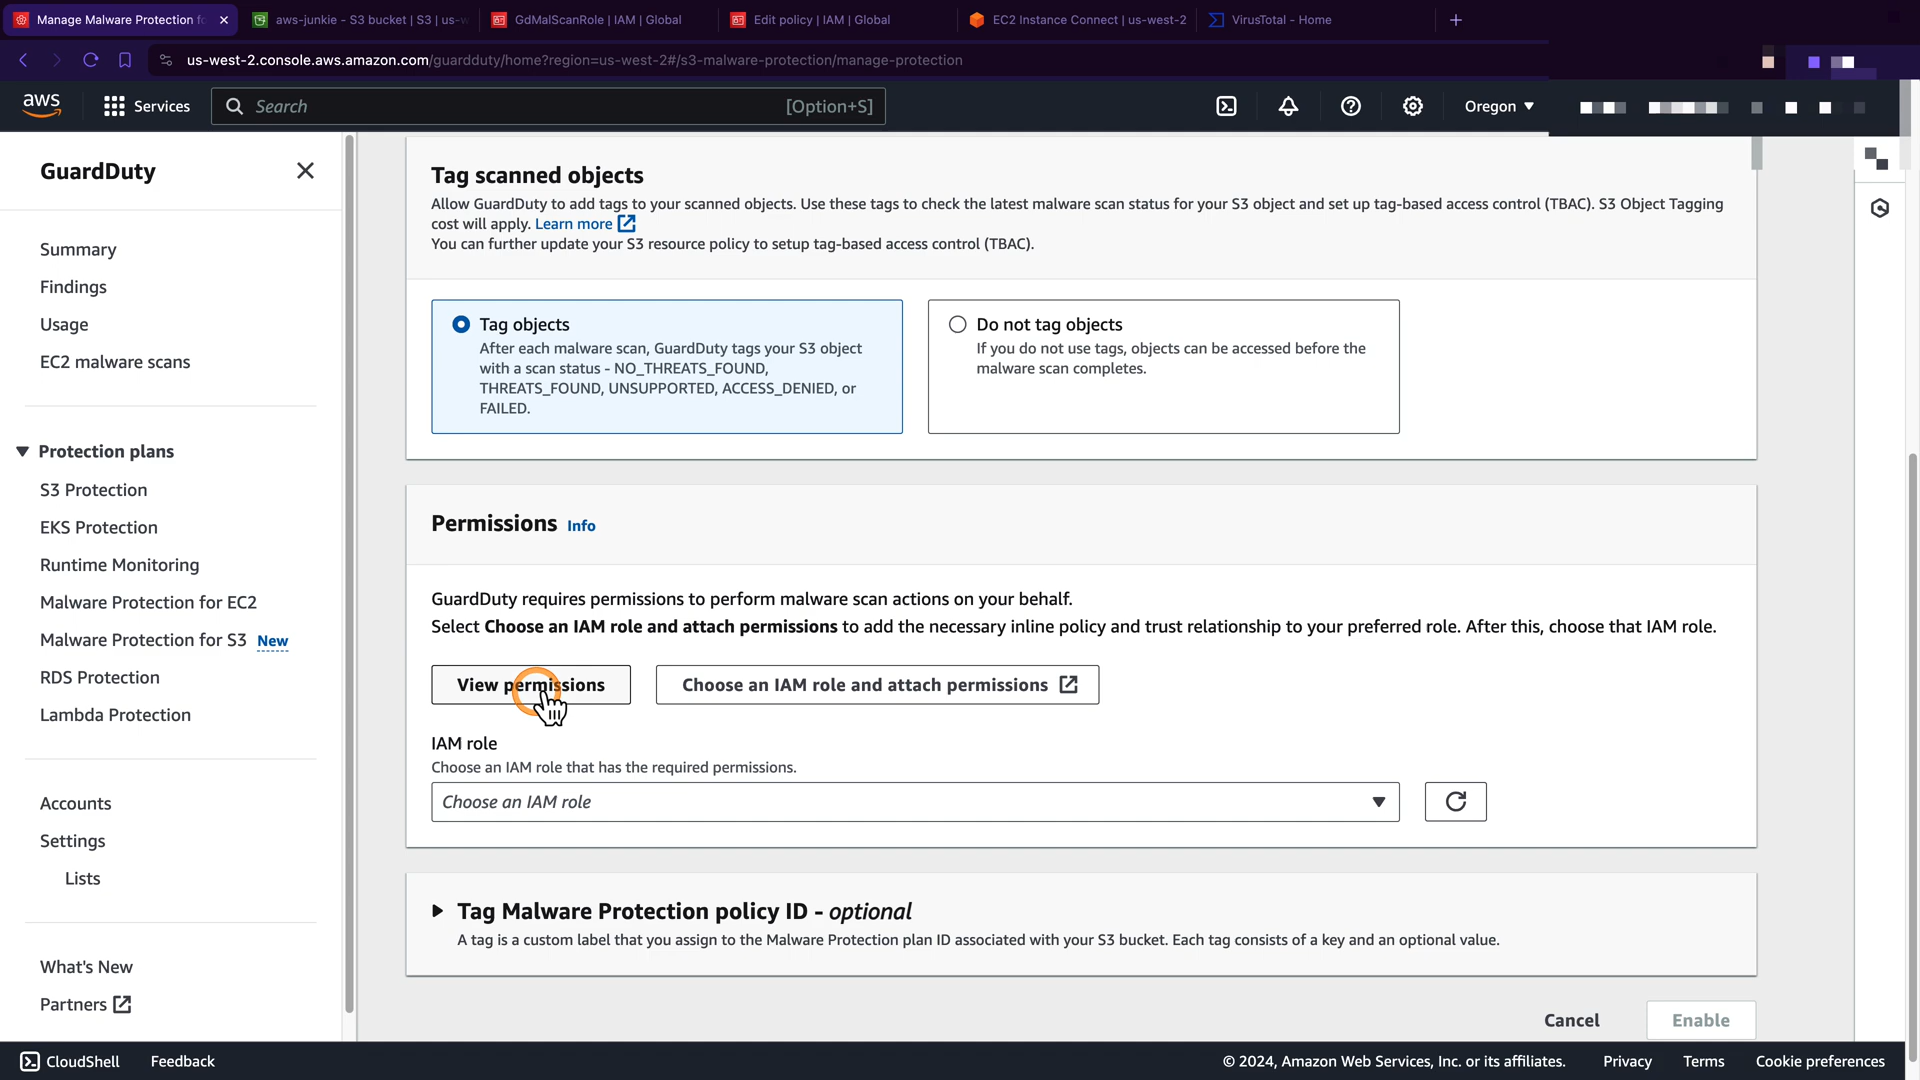 Manage Malware Protection fo
aws-junkie - S3 bucket | S3 | us-w
GdMalScanRole | IAM | Global
Edit policy | IAM | Global
EC2 Instance Connect | us-west-2
VirusTotal - Home
us-west-2.console.aws.amazon.com/guardduty/home?region=us-west-2#/s3-malware-protection/manage-protection
aws
Services
Search
[Option+S]
Oregon
GuardDuty
Summary
Findings
Usage
EC2 malware scans
Protection plans
S3 Protection
EKS Protection
Runtime Monitoring
Malware Protection for EC2
Malware Protection for S3 New
RDS Protection
Lambda Protection
Accounts
Settings
Lists
What's New
Partners
Tag scanned objects
Allow GuardDuty to add tags to your scanned objects. Use these tags to check the latest malware scan status for your S3 object and set up tag-based access control (TBAC). S3 Object Tagging
cost will apply. Learn more
You can further update your S3 resource policy to setup tag-based access control (TBAC).
Tag objects
After each malware scan, GuardDuty tags your S3 object
with a scan status - NO_THREATS_FOUND,
THREATS_FOUND, UNSUPPORTED, ACCESS_DENIED, or
FAILED.
Do not tag objects
If you do not use tags, objects can be accessed before the
malware scan completes.
Permissions Info
GuardDuty requires permissions to perform malware scan actions on your behalf.
Select Choose an IAM role and attach permissions to add the necessary inline policy and trust relationship to your preferred role. After this, choose that IAM role.
View permissions
Choose an IAM role and attach permissions
IAM role
Choose an IAM role that has the required permissions.
Choose an IAM role
Tag Malware Protection policy ID - optional
A tag is a custom label that you assign to the Malware Protection plan ID associated with your S3 bucket. Each tag consists of a key and an optional value.
Cancel
Enable
CloudShell
Feedback
© 2024, Amazon Web Services, Inc. or its affiliates.
Privacy
Terms
Cookie preferences